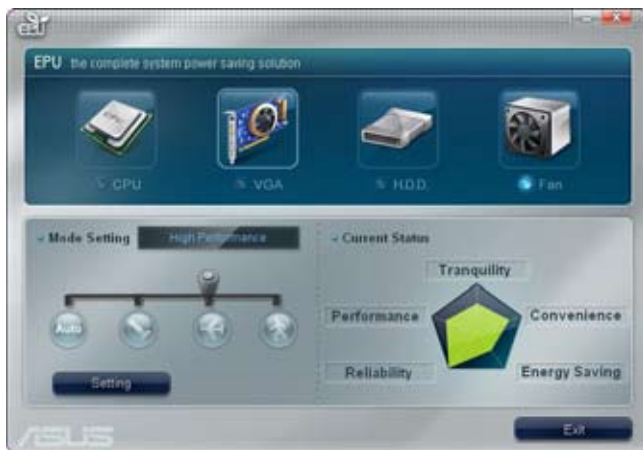 EPU the complete system power saving solution
EPU
CPU
VGA
H.D.D.
Fan
Mode Setting
High Performance
Auto
Setting
Current Status
Tranquility
Performance
Convenience
Reliability
Energy Saving
ASUS
Exit